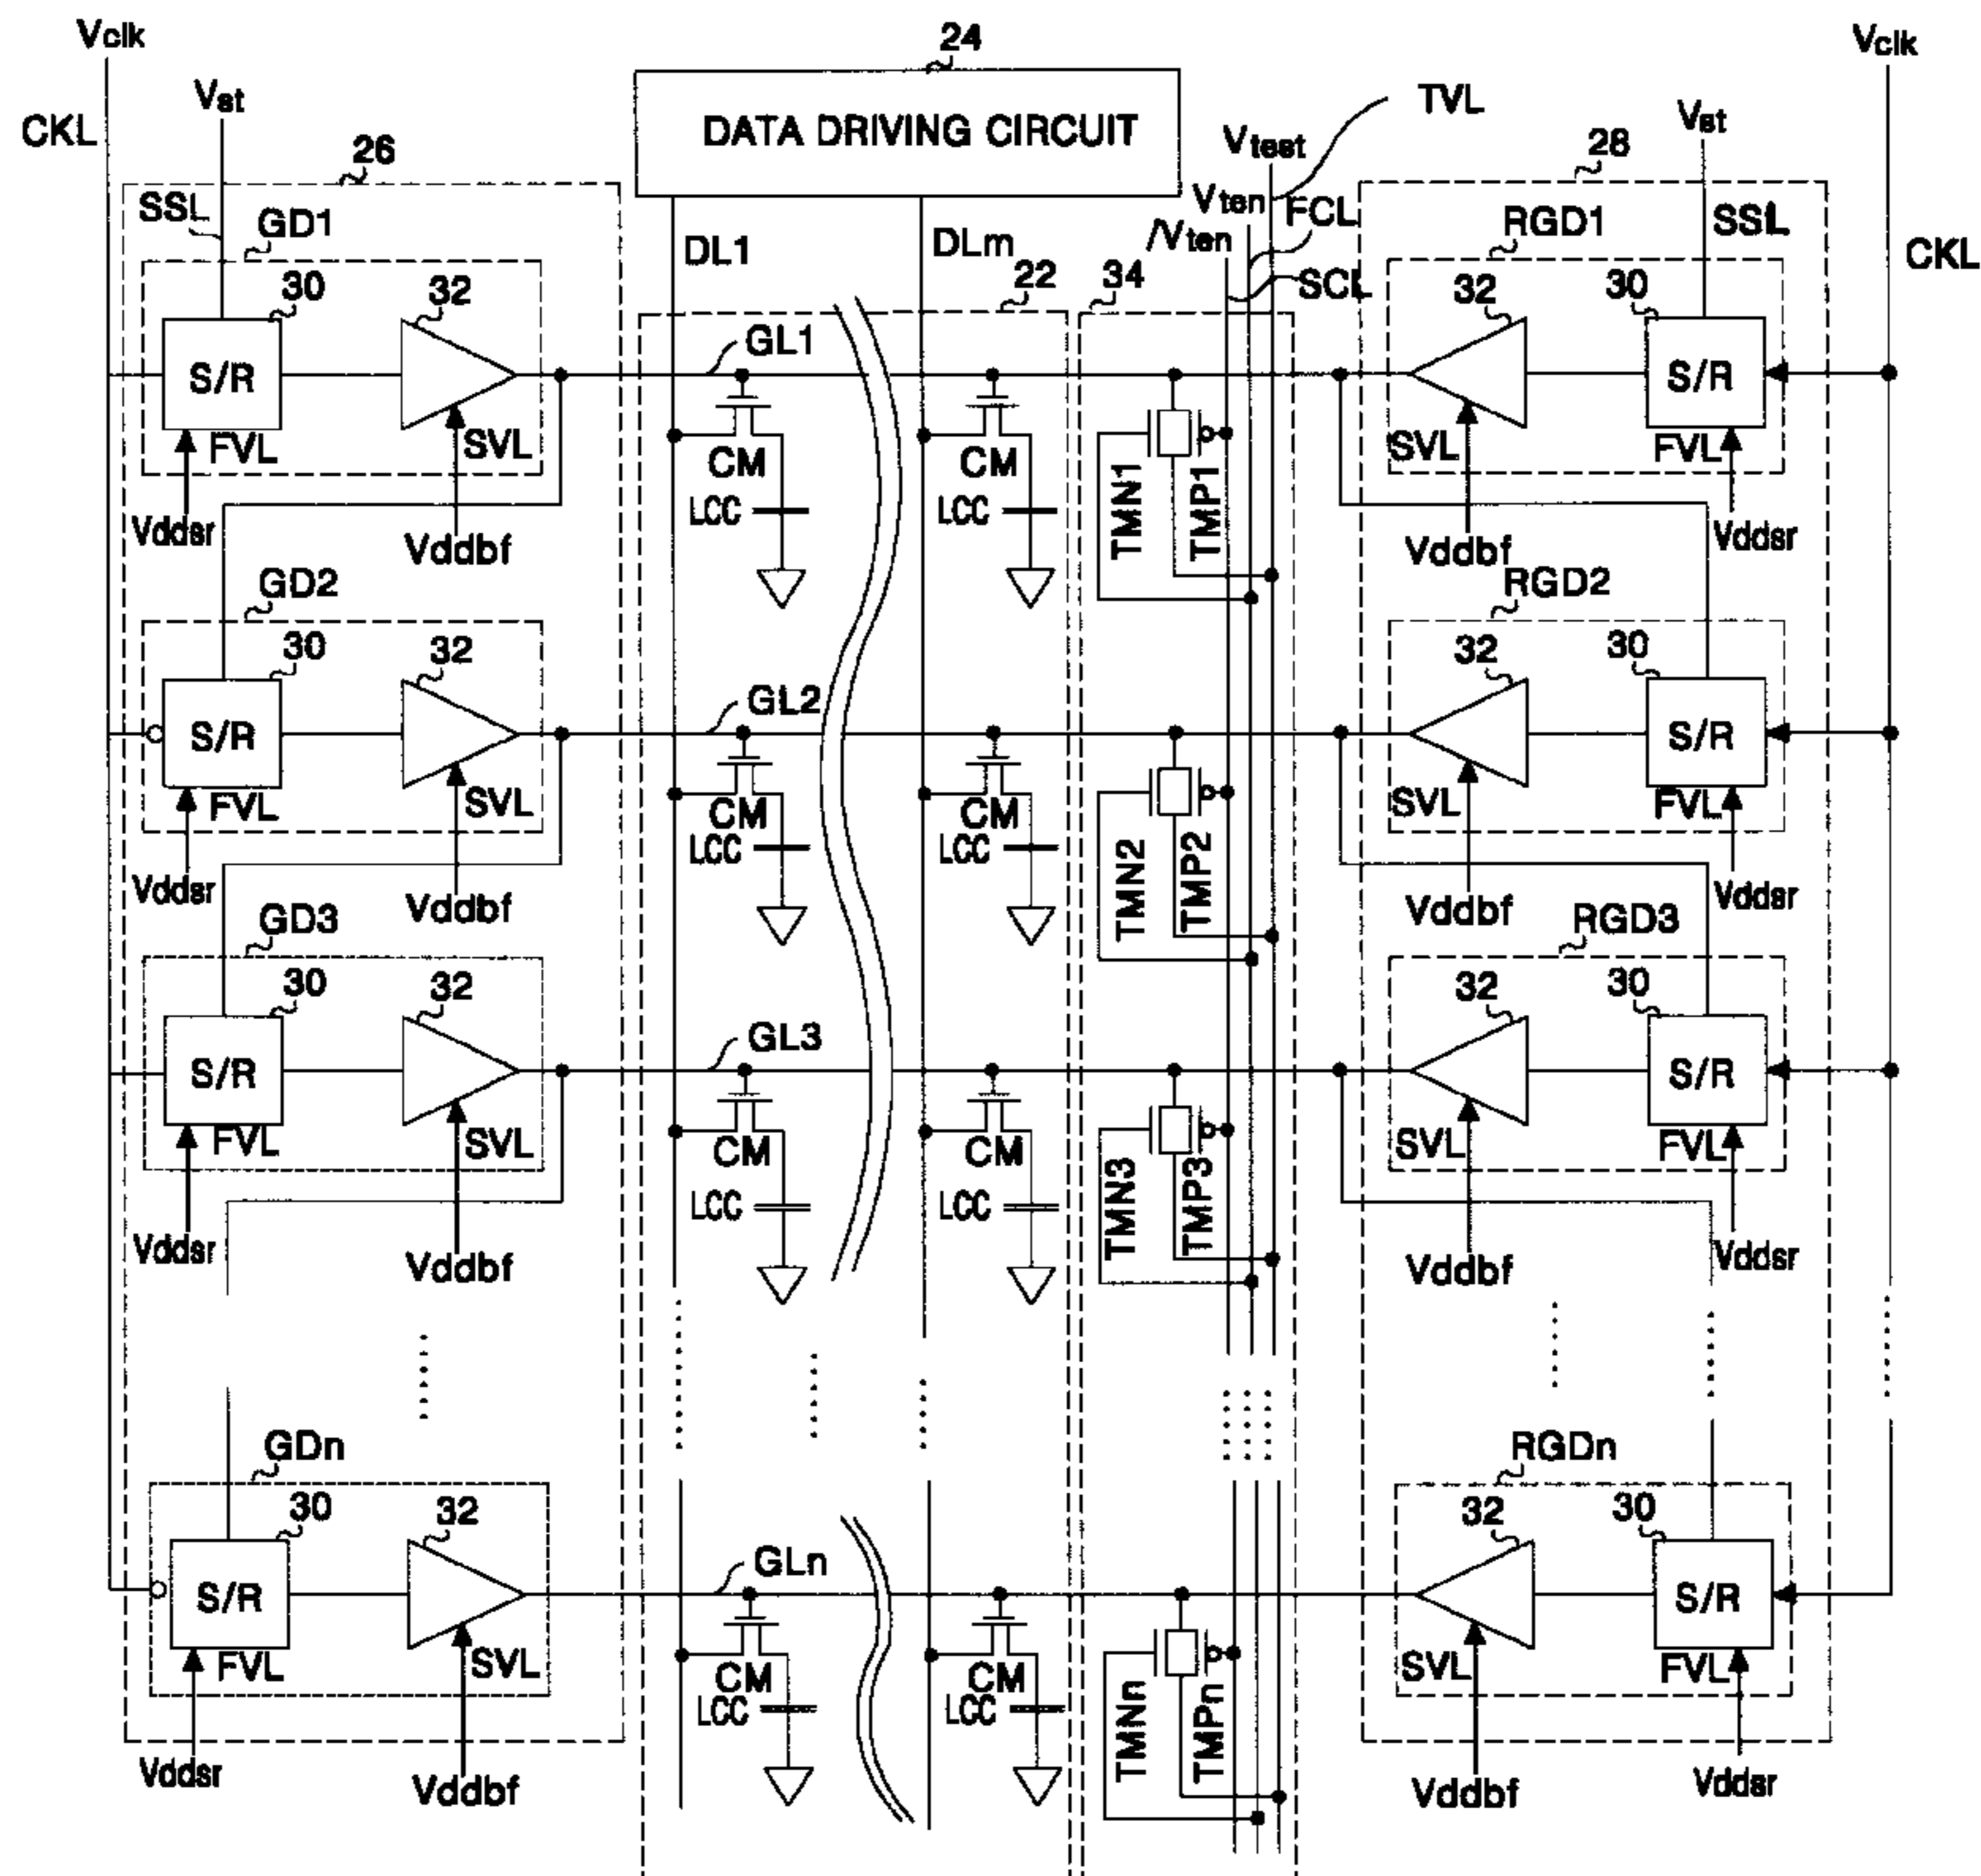 Vclk
24
Vclk
Vst
TVL
Vst
CKL
DATA DRIVING CIRCUIT
Vtest
26
28
Vten
FCL
SSL
GD1
/Vten
RGD1
SSL
DL1
DLm
CKL
30
32
22
34
SCL
32
30
GL1
S/R
S/R
FVL
SVL
CM
CM
TMN1
TMP1
SVL
FVL
LCC
LCC
Vddsr
Vddbf
Vddbf
Vddsr
GD2
RGD2
30
32
32
30
GL2
S/R
S/R
FVL
SVL
CM
CM
TMN2
TMP2
SVL
FVL
LCC
LCC
Vddsr
Vddbf
Vddbf
Vddsr
GD3
RGD3
30
32
32
30
GL3
S/R
S/R
FVL
SVL
CM
CM
TMN3
TMP3
SVL
FVL
LCC
LCC
Vddsr
Vddbf
Vddbf
Vddsr
GDn
RGDn
30
32
32
30
GLn
S/R
S/R
FVL
SVL
CM
CM
TMNn
TMPn
SVL
FVL
LCC
LCC
Vddsr
Vddbf
Vddbf
Vddsr